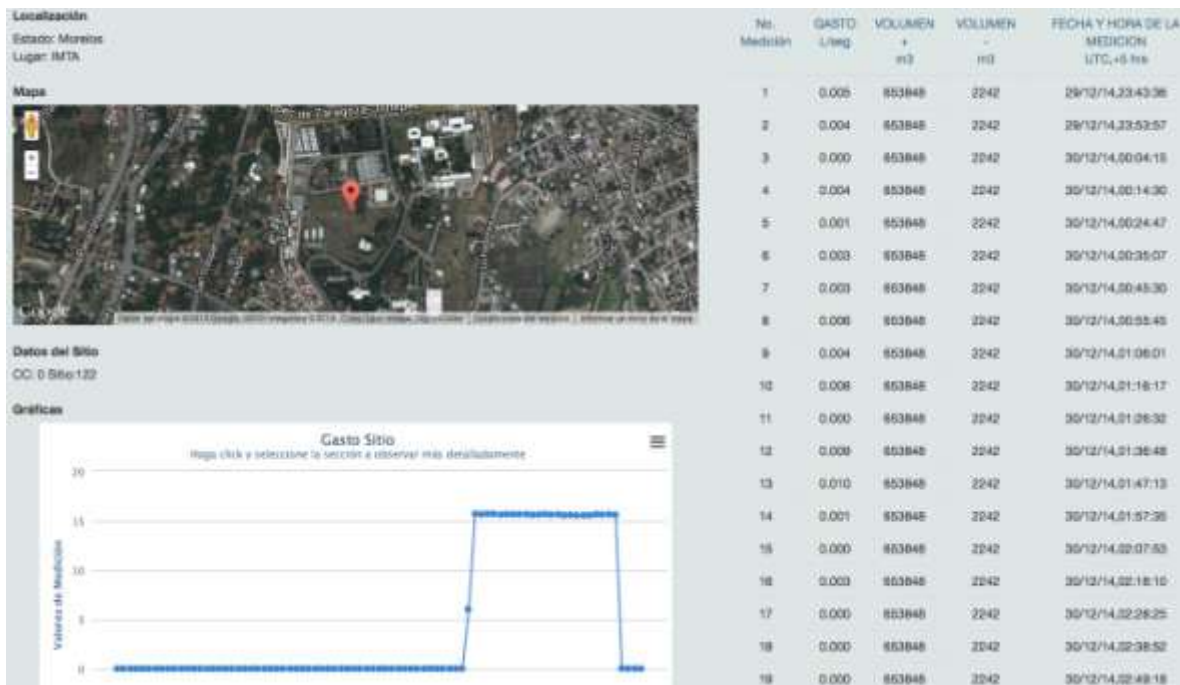 Localización
Estado: Morelos
Lugar: IMTA
Mapa
Google
Datos del Sitio
CC: 0 Sitio:122
Gráficas
Gasto Sitio
Haga click y seleccione la sección a observar más detalladamente
Valores de Medición
20
15
10
5
0
No. Medición GASTO L/seg VOLUMEN + m3 VOLUMEN - m3 FECHA Y HORA DE LA MEDICION
1 0.005 653848 2242 29/12/14,23:43:36
2 0.004 653848 2242 29/12/14,23:53:57
3 0.000 653848 2242 30/12/14,00:04:15
4 0.004 653848 2242 30/12/14,00:14:30
5 0.001 653848 2242 30/12/14,00:24:47
6 0.003 653848 2242 30/12/14,00:35:07
7 0.003 653848 2242 30/12/14,00:45:30
8 653848 2242 30/12/14,00:55:45
9 0.004 653848 2242 30/12/14,01:06:01
10 653848 2242 30/12/14,01:16:17
11 0.000 653848 2242 30/12/14,01:26:32
12 653848 2242 30/12/14,01:36:48
13 0.010 653848 2242 30/12/14,01:47:13
14 0.001 653848 2242 30/12/14,01:57:35
15 0.000 653848 2242 30/12/14,02:07:53
16 0.003 653848 2242 30/12/14,02:18:10
17 0.000 653848 2242 30/12/14,02:28:25
18 0.000 653848 2242 30/12/14,02:38:52
19 0.000 653848 2242 30/12/14,02:49:18